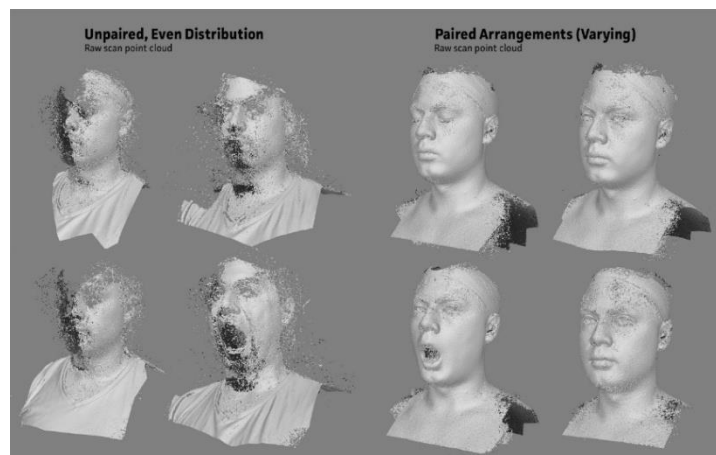 Unpaired, Even Distribution
Raw scan point cloud
Paired Arrangements (Varying)
Raw scan point cloud